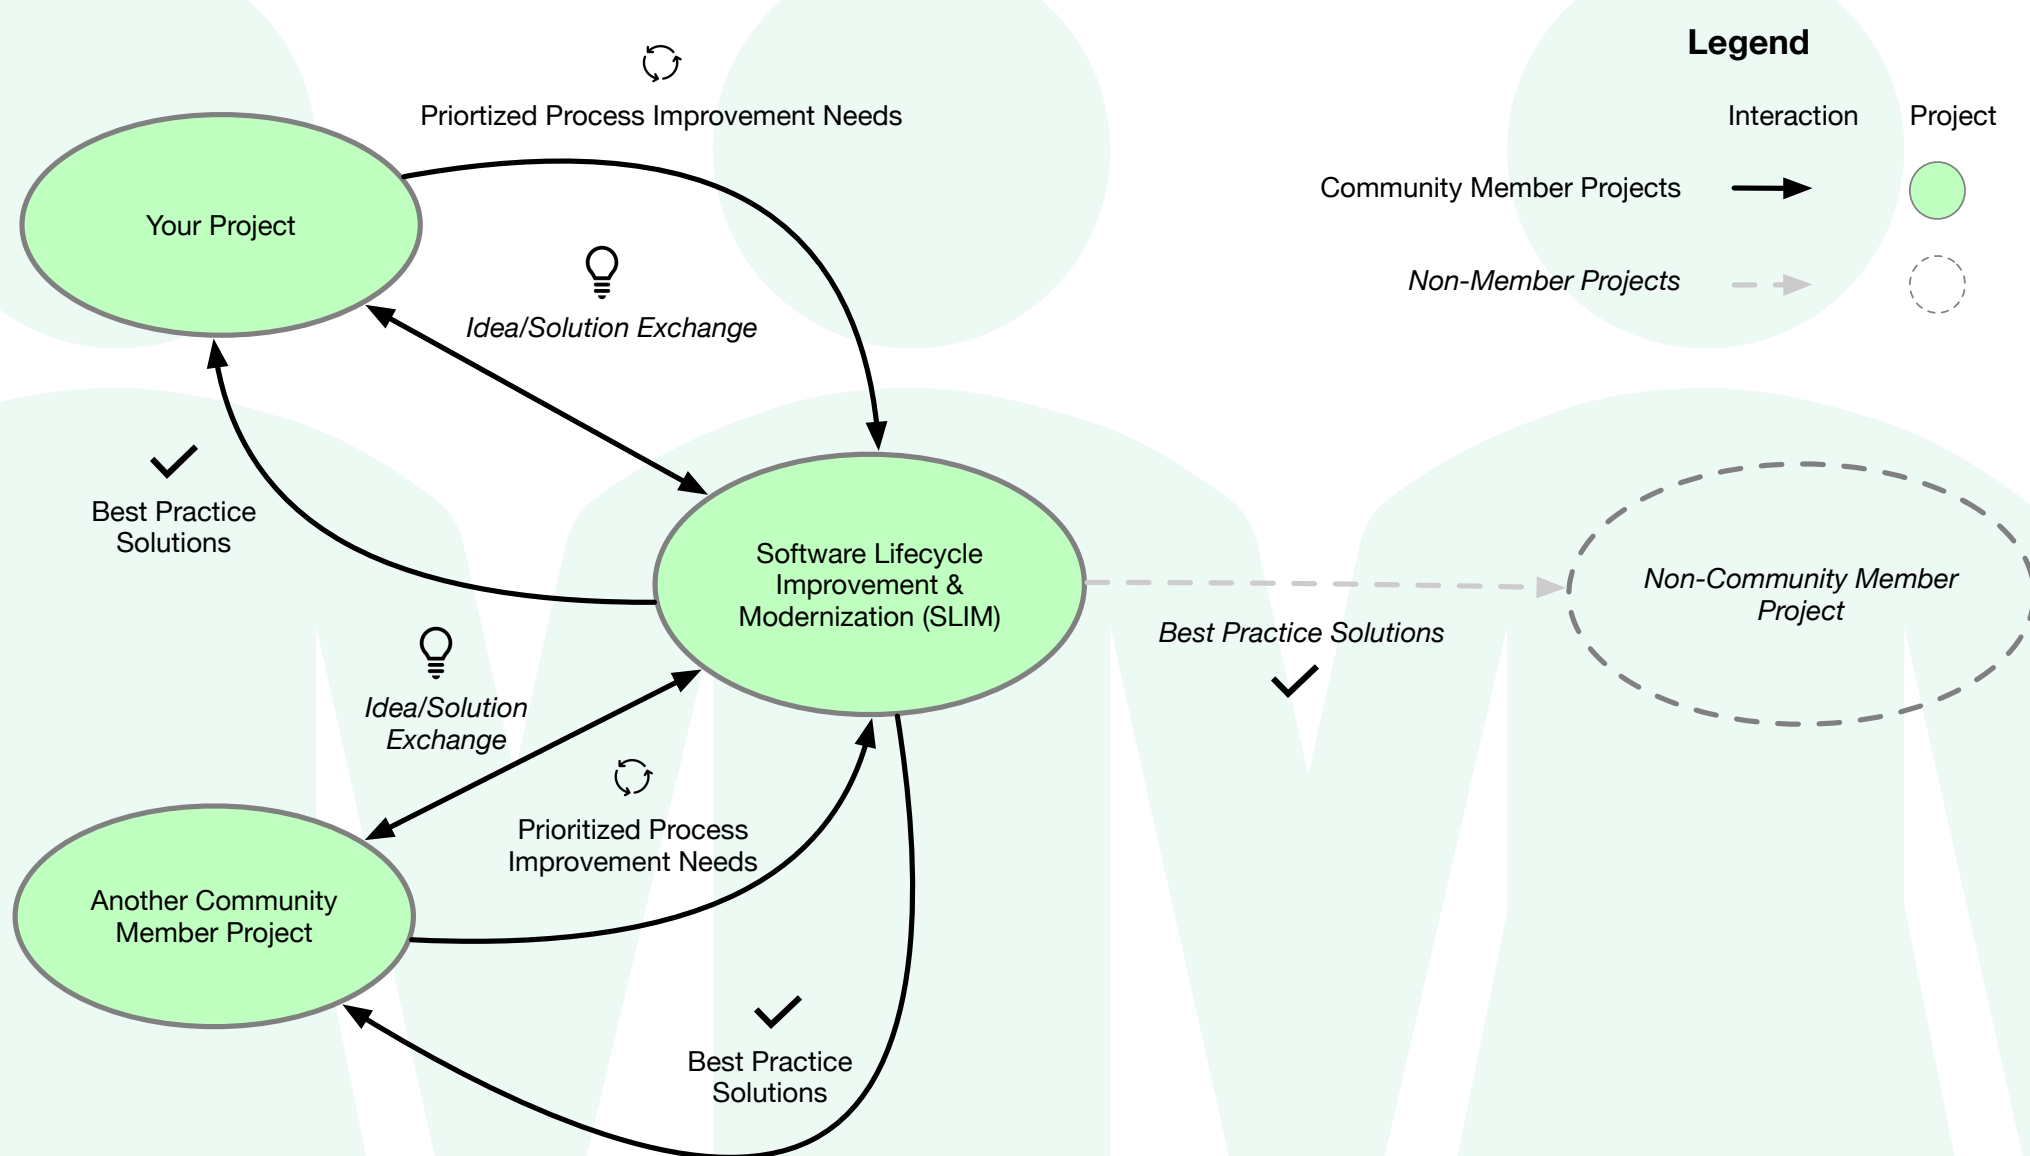 Legend
Interaction
Project
Community Member Projects
Non-Member Projects
Priortized Process Improvement Needs
Your Project
Idea/Solution Exchange
Best Practice
Solutions
Software Lifecycle
Improvement &
Modernization (SLIM)
Best Practice Solutions
Non-Community Member
Project
Idea/Solution
Exchange
Prioritized Process
Improvement Needs
Another Community
Member Project
Best Practice
Solutions